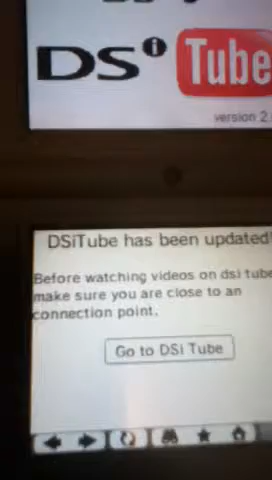 DSi Tube
version 2.
DSiTube has been updated!
Before watching videos on dsi tube
make sure you are close to an
connection point.
Go to DSi Tube